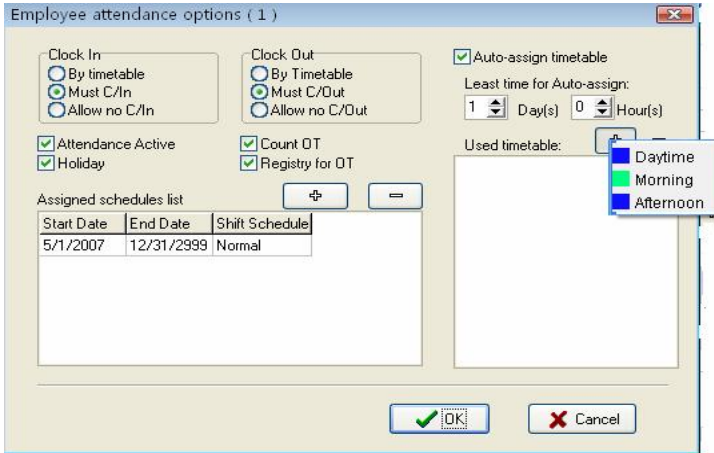 Employee attendance options ( 1 )
Clock In
By timetable
Must C/In
Allow no C/In
Clock Out
By Timetable
Must C/Out
Allow no C/Out
Attendance Active
Holiday
Count OT
Registry for OT
Auto-assign timetable
Least time for Auto-assign:
1 Day(s) 0 Hour(s)
Used timetable:
Daytime
Morning
Afternoon
Assigned schedules list
Start Date End Date Shift Schedule
5/1/2007 12/31/2999 Normal
OK Cancel